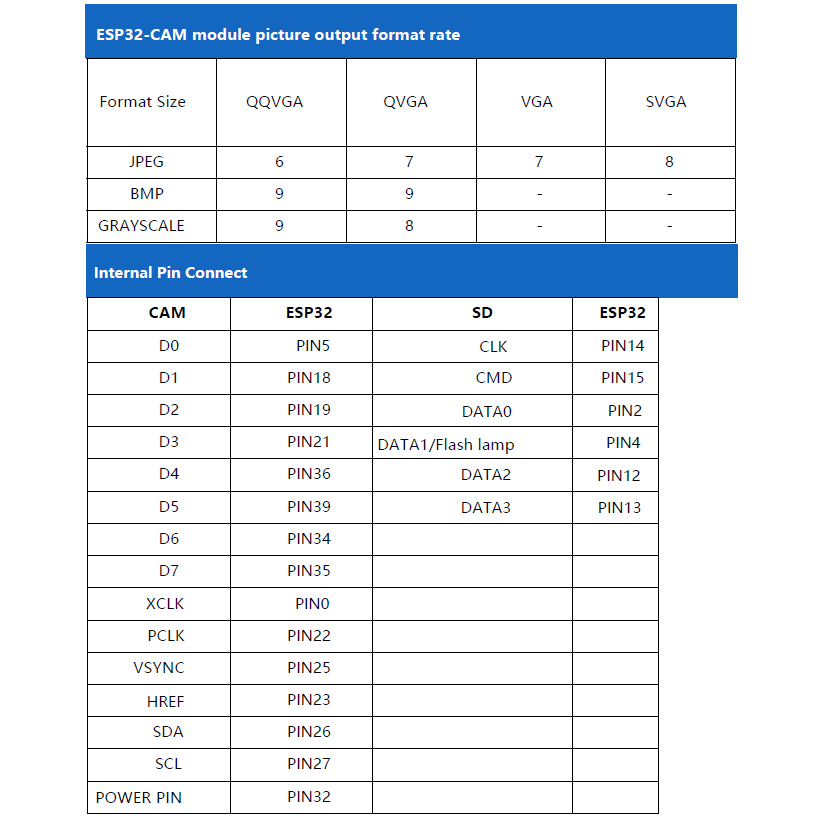 ESP32-CAM module picture output format rate
Format Size QQVGA QVGA VGA SVGA
JPEG 6 7 7 8
BMP 9 9 - -
GRAYSCALE 9 8 - -
Internal Pin Connect
CAM ESP32 SD ESP32
D0 PIN5 CLK PIN14
D1 PIN18 CMD PIN15
D2 PIN19 DATA0 PIN2
D3 PIN21 DATA1/Flash lamp PIN4
D4 PIN36 DATA2 PIN12
D5 PIN39 DATA3 PIN13
D6 PIN34
D7 PIN35
XCLK PIN0
PCLK PIN22
VSYNC PIN25
HREF PIN23
SDA PIN26
SCL PIN27
POWER PIN PIN32